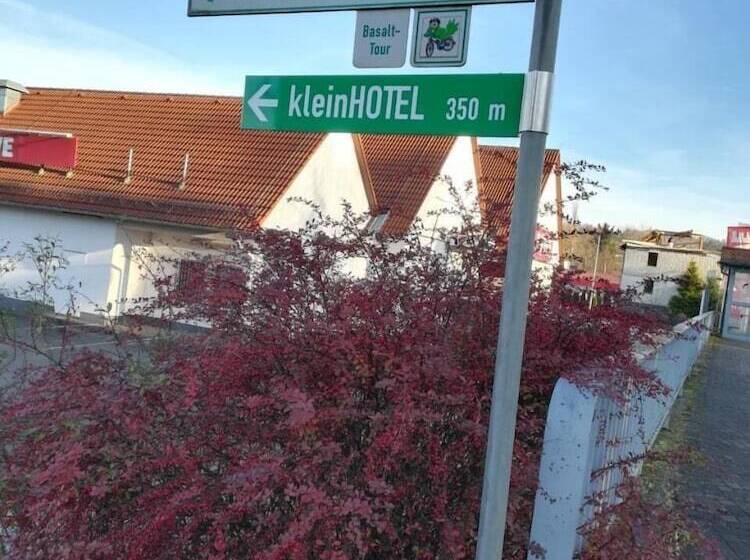 Basalt-
Tour
kleinHOTEL 350 m